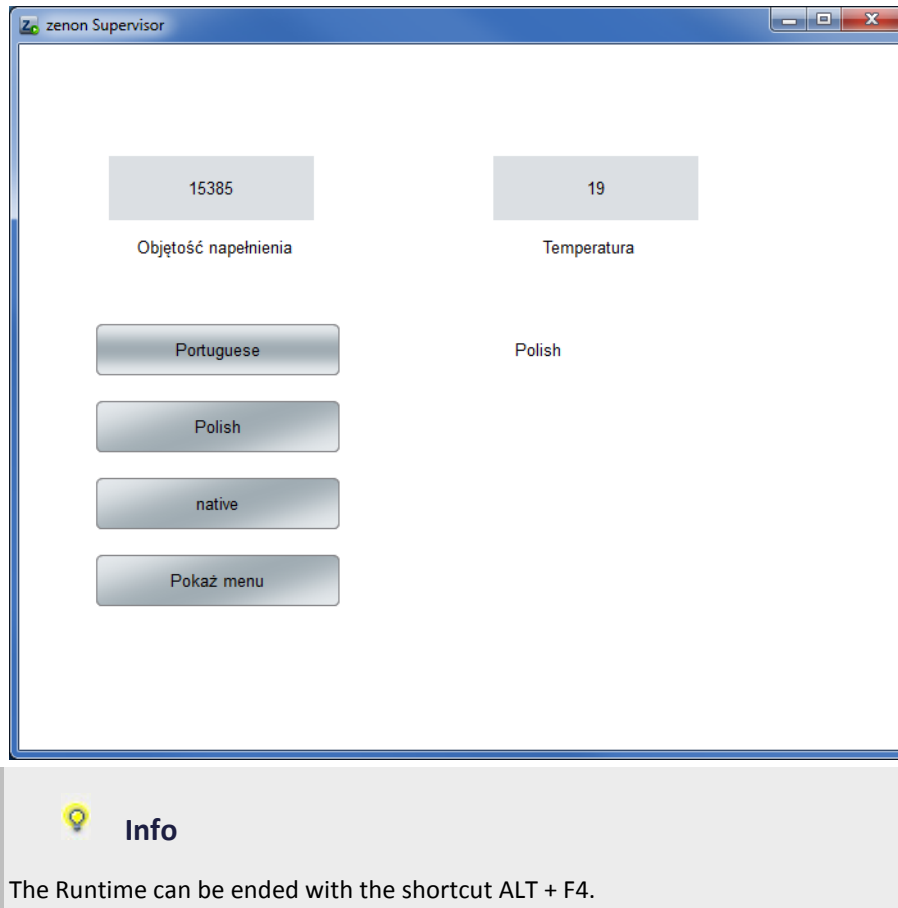 zenon Supervisor
15385
19
Objętość napełnienia
Temperatura
Portuguese
Polish
Polish
native
Pokaż menu
Info
The Runtime can be ended with the shortcut ALT + F4.